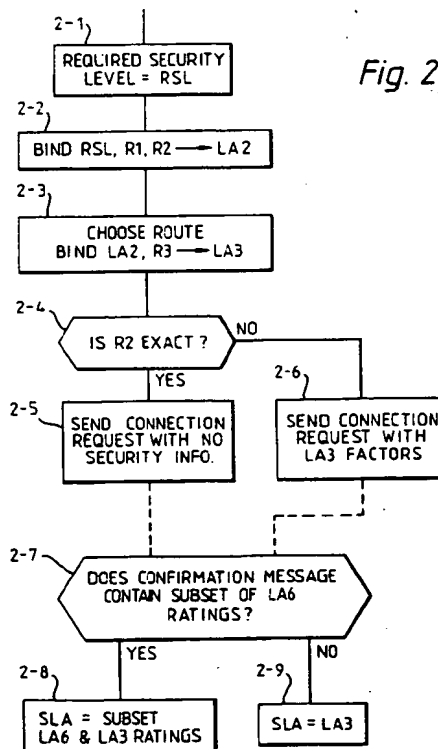 2-1
REQUIRED SECURITY
LEVEL = RSL
Fig. 2
2-2
BIND RSL, R1, R2 → LA2
2-3
CHOOSE ROUTE
BIND LA2, R3 → LA3
2-4
IS R2 EXACT ?
NO
YES
2-5
SEND CONNECTION
REQUEST WITH NO
SECURITY INFO.
2-6
SEND CONNECTION
REQUEST WITH
LA3 FACTORS
2-7
DOES CONFIRMATION MESSAGE
CONTAIN SUBSET OF LA6
RATINGS?
YES
NO
2-8
SLA = SUBSET
LA6 & LA3 RATINGS
2-9
SLA = LA3